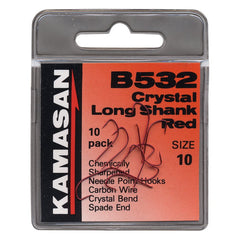 KAMASAN
B532
Crystal
Long Shank
Red
10
pack
SIZE
10
Chemically
Sharpened
Needle Point Hooks
Carbon Wire
Crystal Bend
Spade End